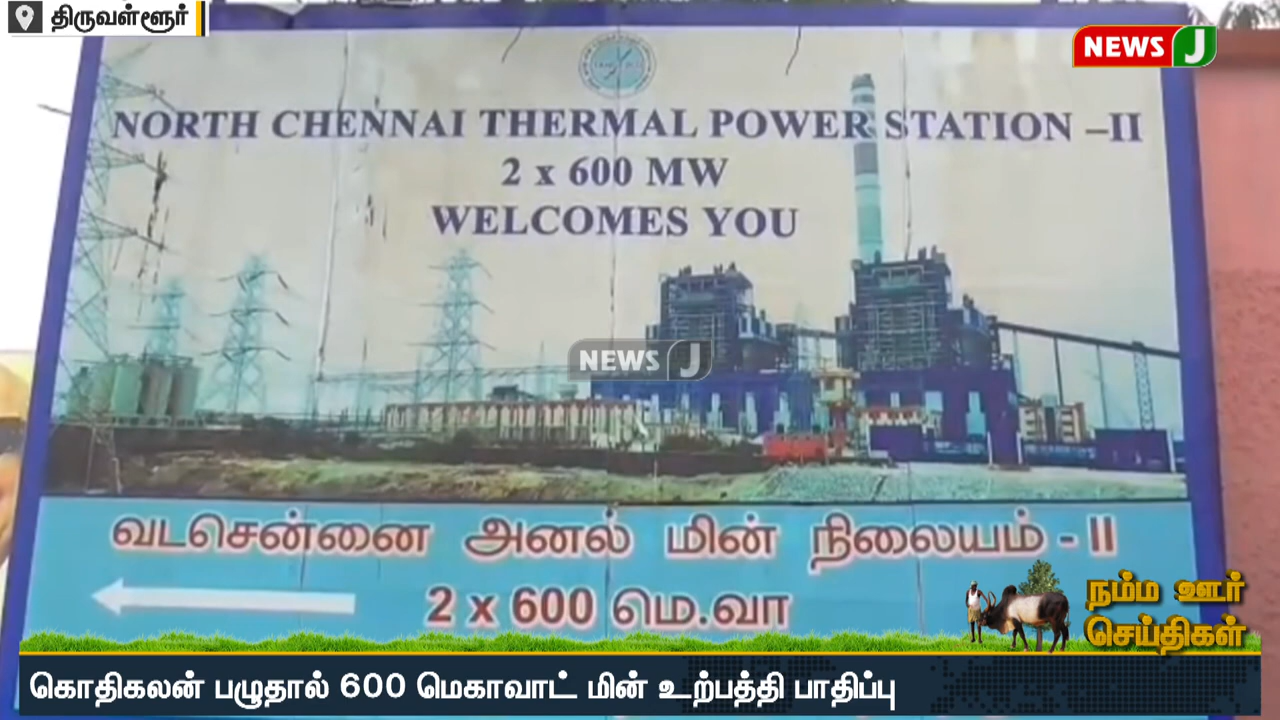 திருவள்ளூர்
NEWS J
NORTH CHENNAI THERMAL POWER STATION –II
2 x 600 MW
WELCOMES YOU
NEWS J
வடசென்னை அனல் மின் நிலையம் - II
2 x 600 மெ.வா
நம்ம ஊர்
செய்திகள்
கொதிகலன் பழுதால் 600 மெகாவாட் மின் உற்பத்தி பாதிப்பு